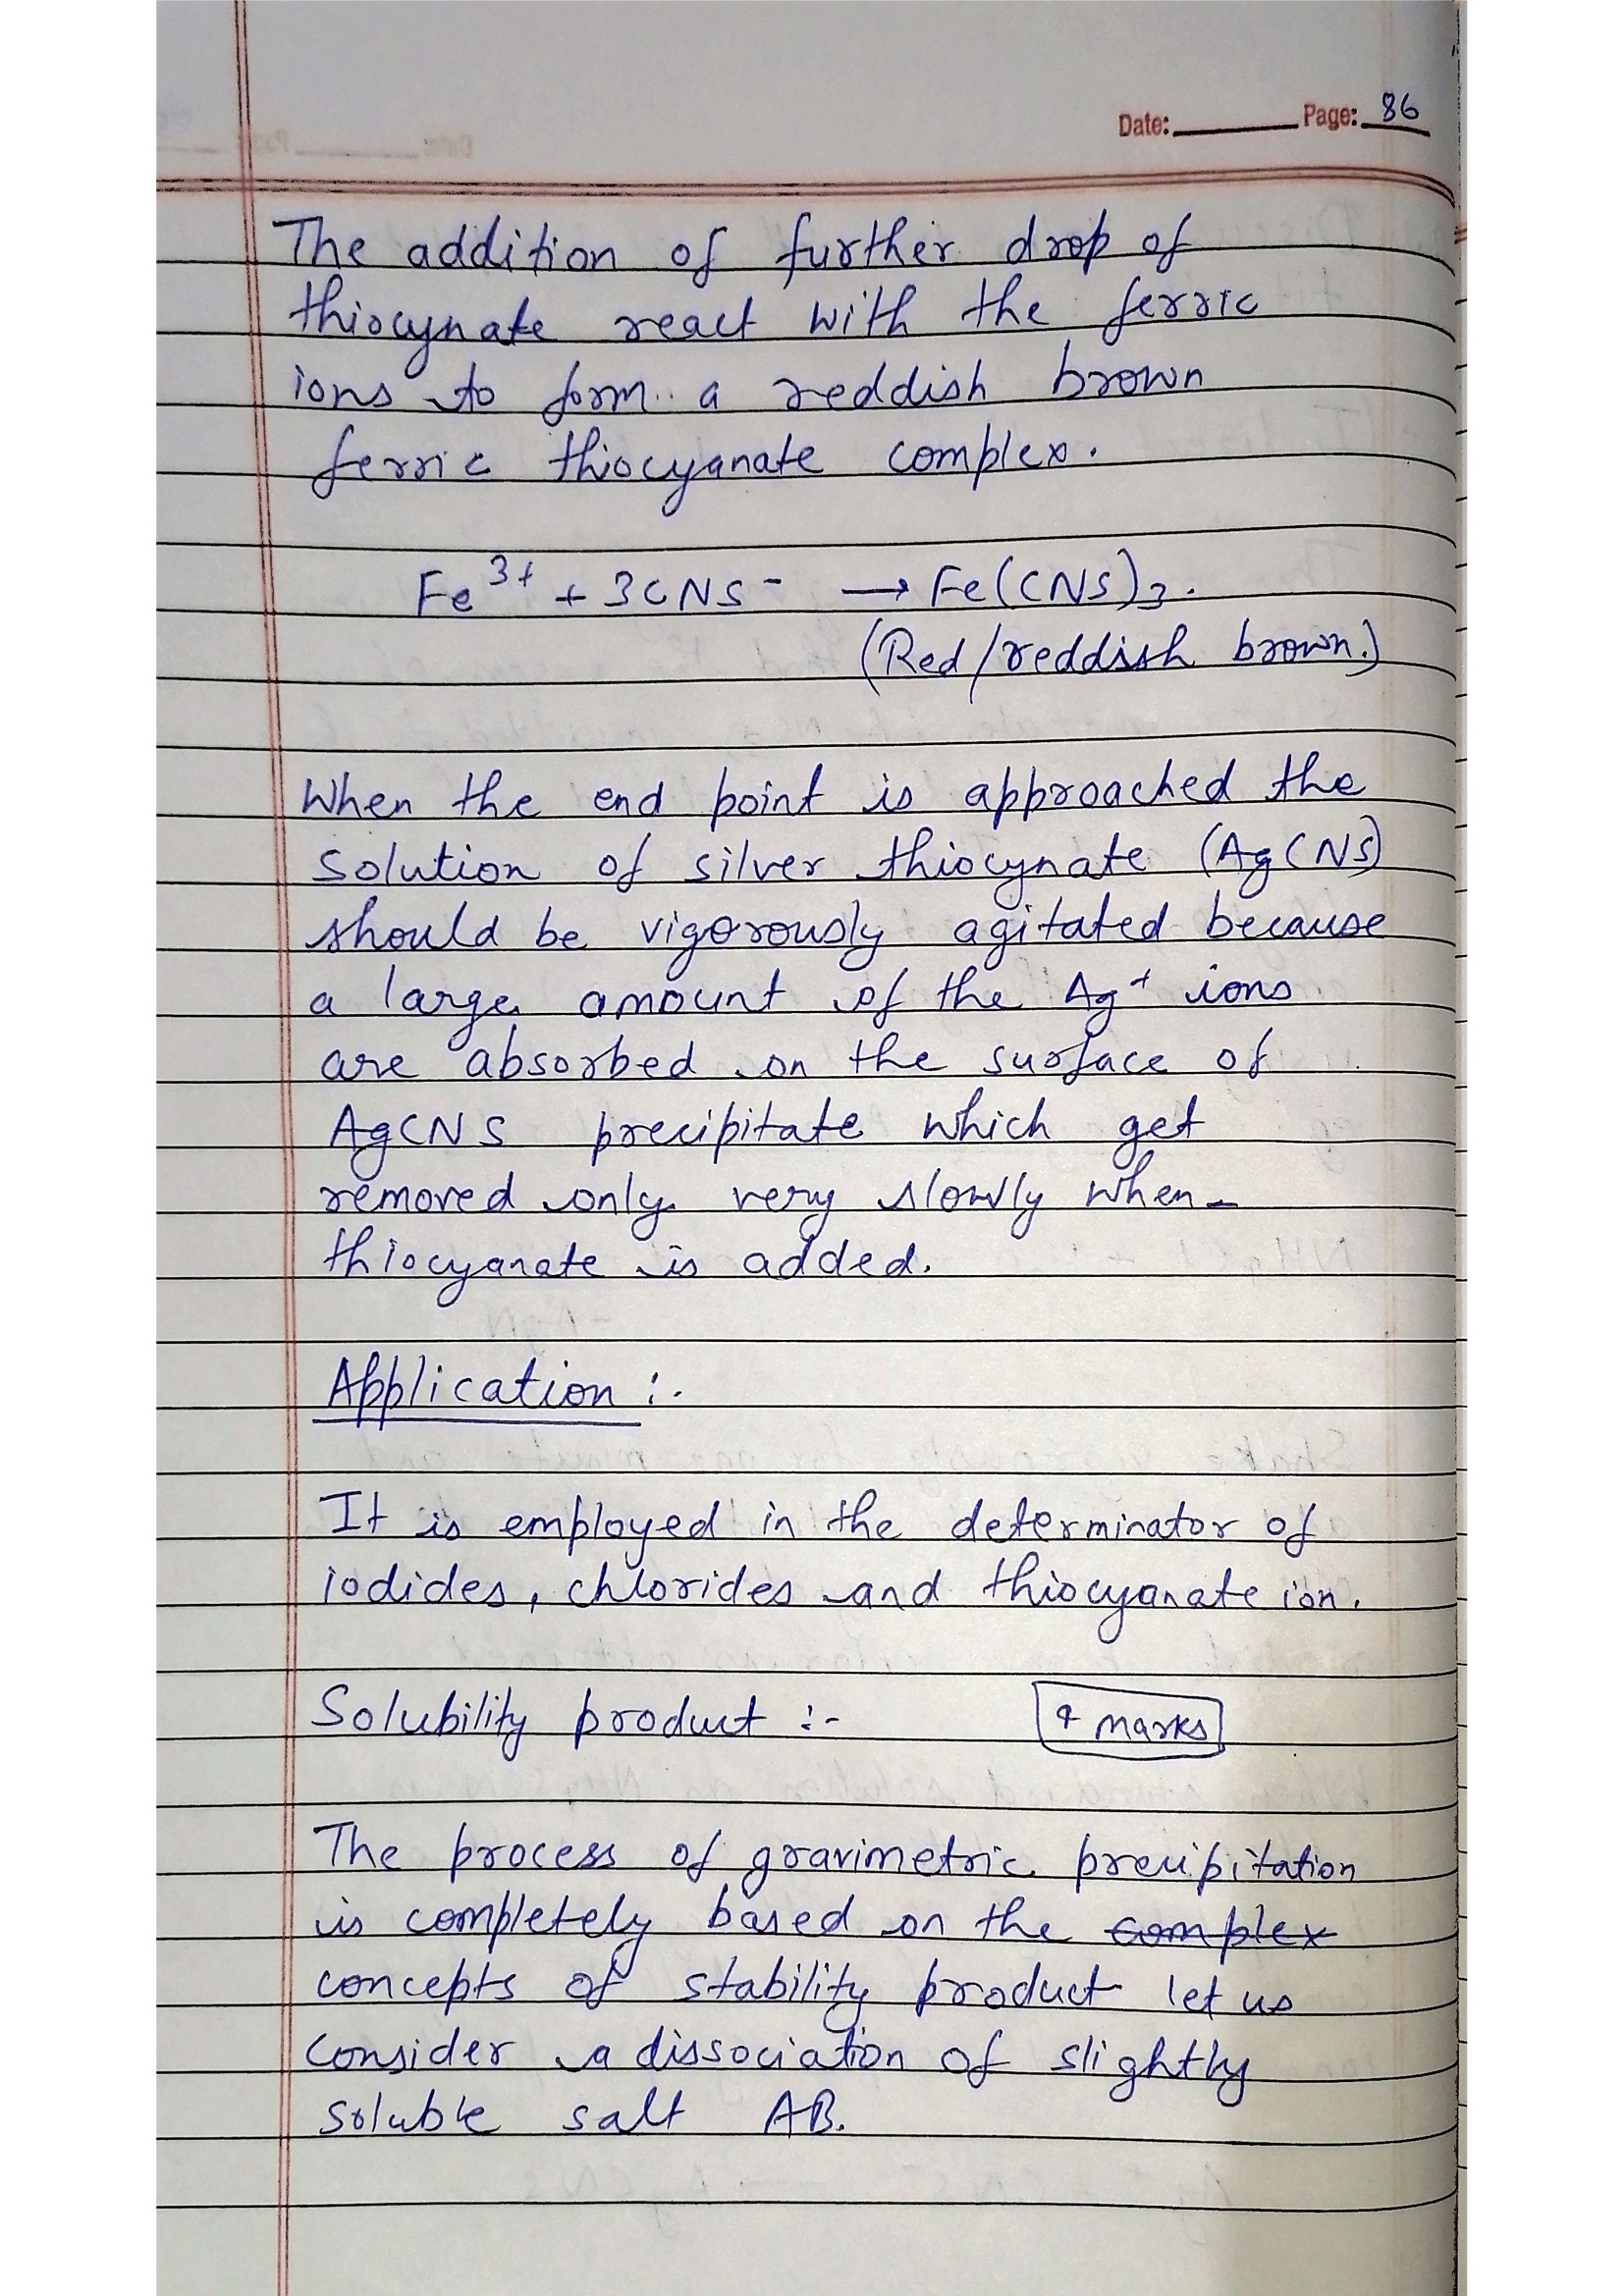 Date: Page: 86
The addition of further drop of
thiocynate react with the ferric
ions to form a reddish brown
ferric thiocyanate complex.
Fe³⁺ + 3CNS⁻ → Fe(CNS)₃.
(Red/reddish brown.)
When the end point is approached the
solution of silver thiocynate (AgCNS)
should be vigorously agitated because
a large amount of the Ag⁺ ions
are absorbed on the surface of
AgCNS precipitate which get
removed only very slowly when
thiocyanate is added.
Application :-
It is employed in the determinator of
iodides, chlorides and thiocyanate ion.
Solubility product :- marks
The process of gravimetric precipitation
is completely based on the complex
concepts of stability product let us
consider a dissociation of slightly
soluble salt AB.